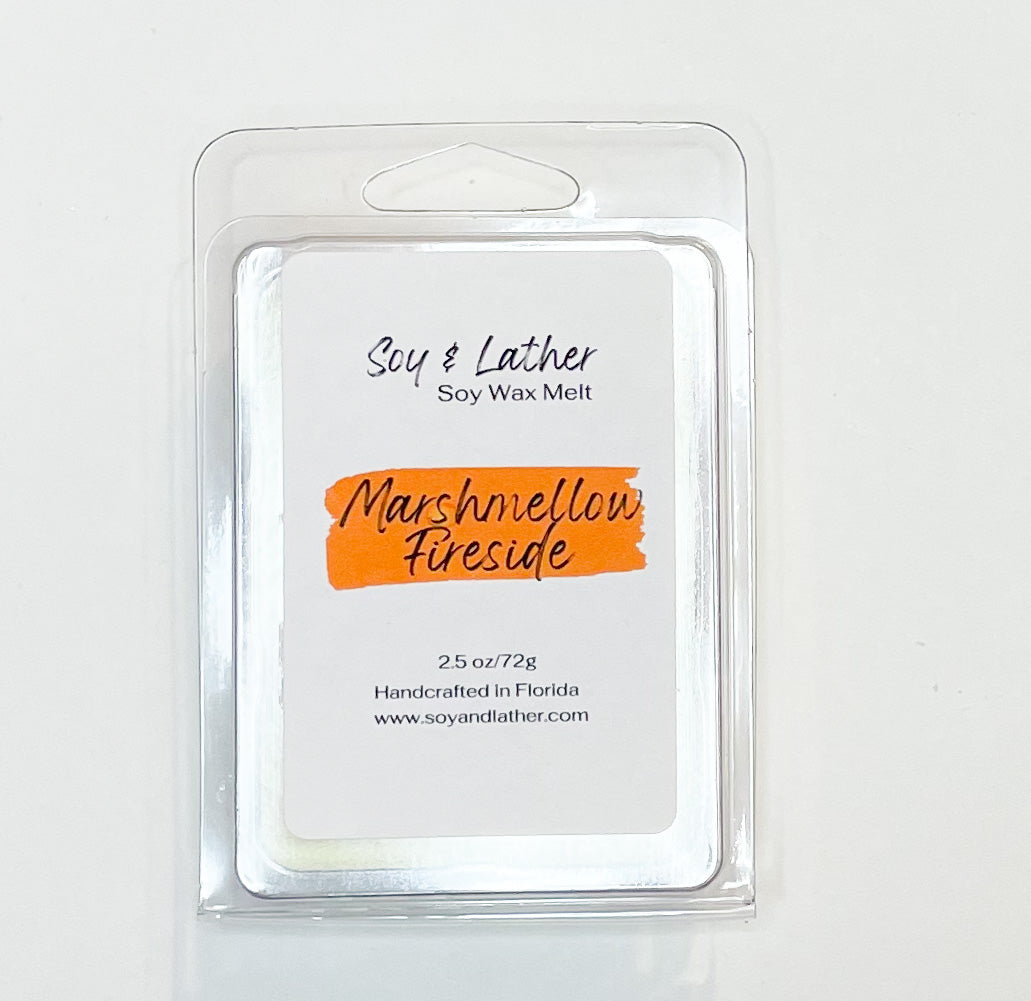 Soy & Lather
Soy Wax Melt
Marshmellow
Fireside
2.5 oz/72g
Handcrafted in Florida
www.soyandlather.com